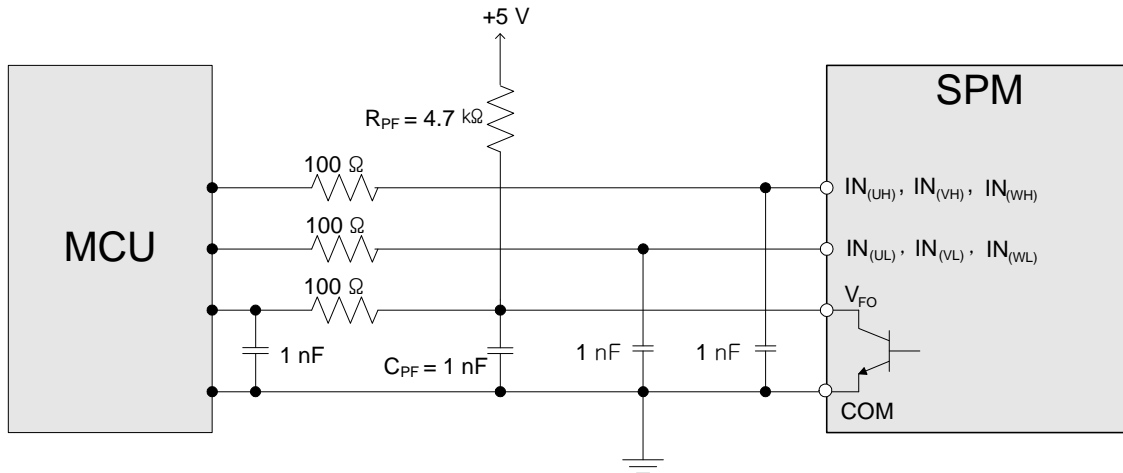 +5 V
SPM
R_PF = 4.7 kΩ
100 Ω
IN_(UH), IN_(VH), IN_(WH)
MCU
100 Ω
IN_(UL), IN_(VL), IN_(WL)
100 Ω
V_FO
1 nF
C_PF = 1 nF
1 nF
1 nF
COM